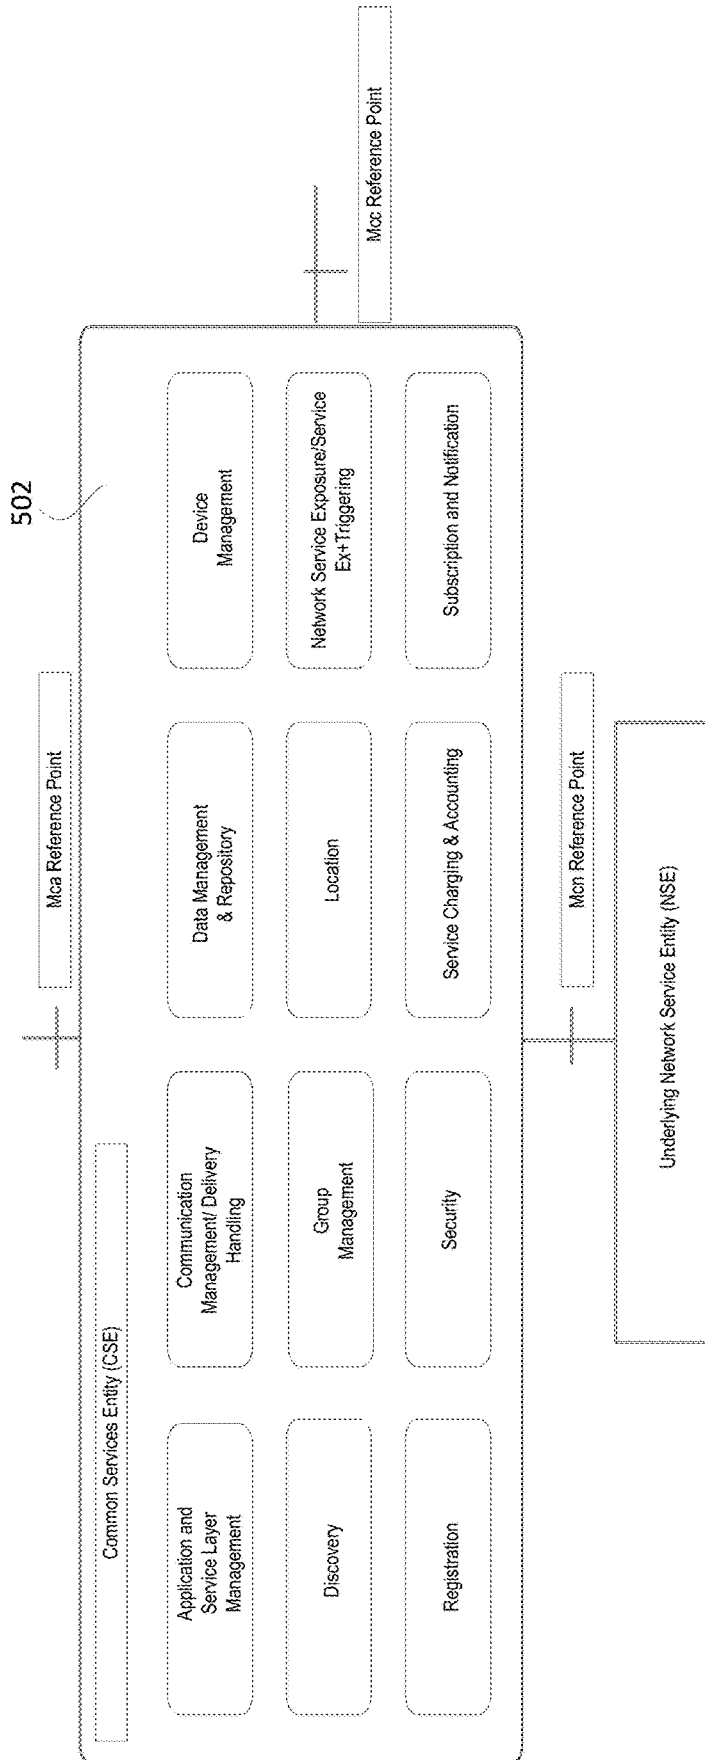 502
Mca Reference Point
Common Services Entity (CSE)
Application and
Service Layer
Management
Communication
Management/ Delivery
Handling
Data Management
& Repository
Device
Management
Discovery
Group
Management
Location
Network Service Exposure/Service
Ex+Triggering
Registration
Security
Service Charging & Accounting
Subscription and Notification
Mcc Reference Point
Mcn Reference Point
Underlying Network Service Entity (NSE)